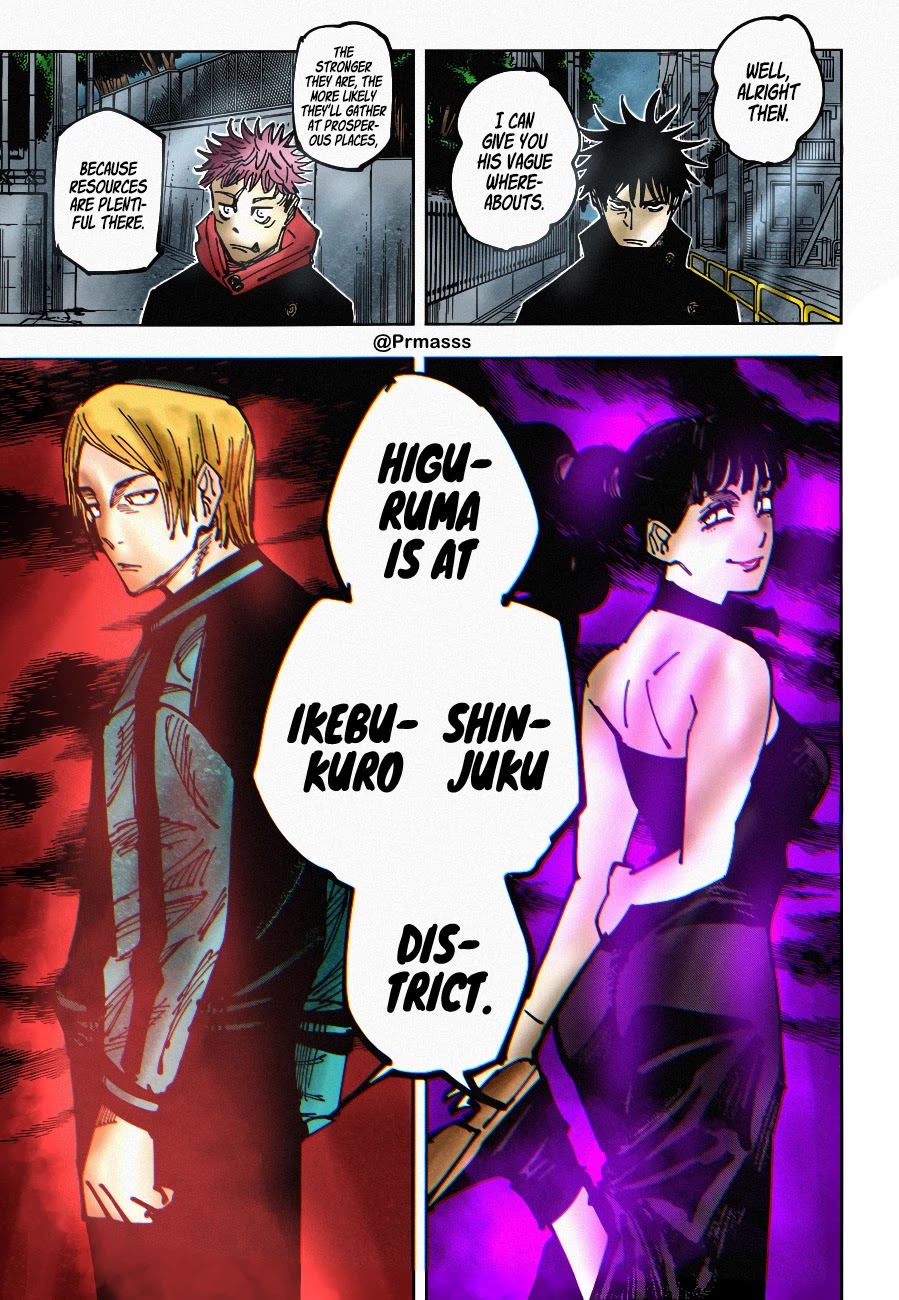 WELL,
ALRIGHT
THEN.
I CAN
GIVE YOU
HIS VAGUE
WHERE-
ABOUTS.
THE
STRONGER
THEY ARE, THE
MORE LIKELY
THEY'LL GATHER
AT PROSPER-
OUS PLACES,
BECAUSE
RESOURCES
ARE PLENTI-
FUL THERE.
@Prmasss
HIGU-
RUMA
IS AT
IKEBU-
KURO
SHIN-
JUKU
DIS-
TRICT.